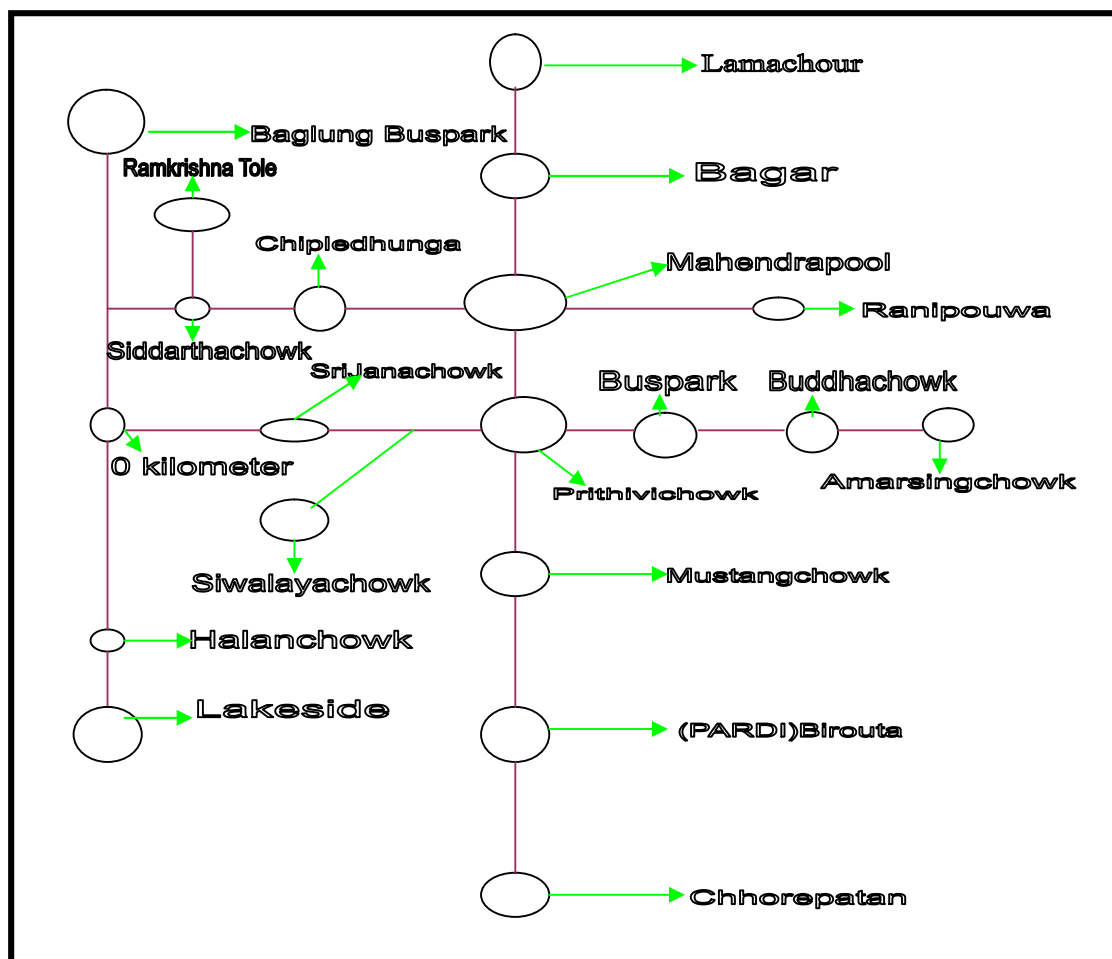 Lamachour
Baglung Buspark
Ramkrishna Tole
Bagar
Chipledhunga
Mahendrapool
Ranipouwa
Siddarthachowk
SriJanachowk
Buspark
Buddhachowk
0 kilometer
Prithivichowk
Amarsingchowk
Siwalayachowk
Mustangchowk
Halanchowk
Lakeside
(PARDI)Birouta
Chhorepatan